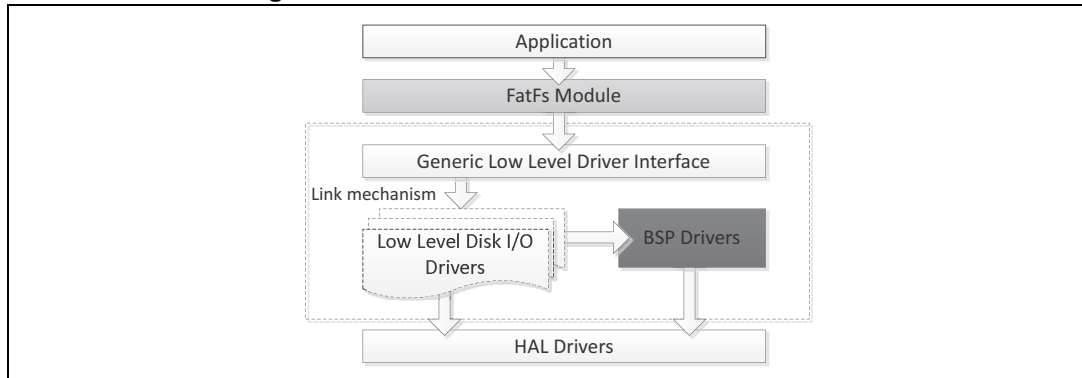 Application
FatFs Module
Generic Low Level Driver Interface
Link mechanism
Low Level Disk I/O
Drivers
BSP Drivers
HAL Drivers